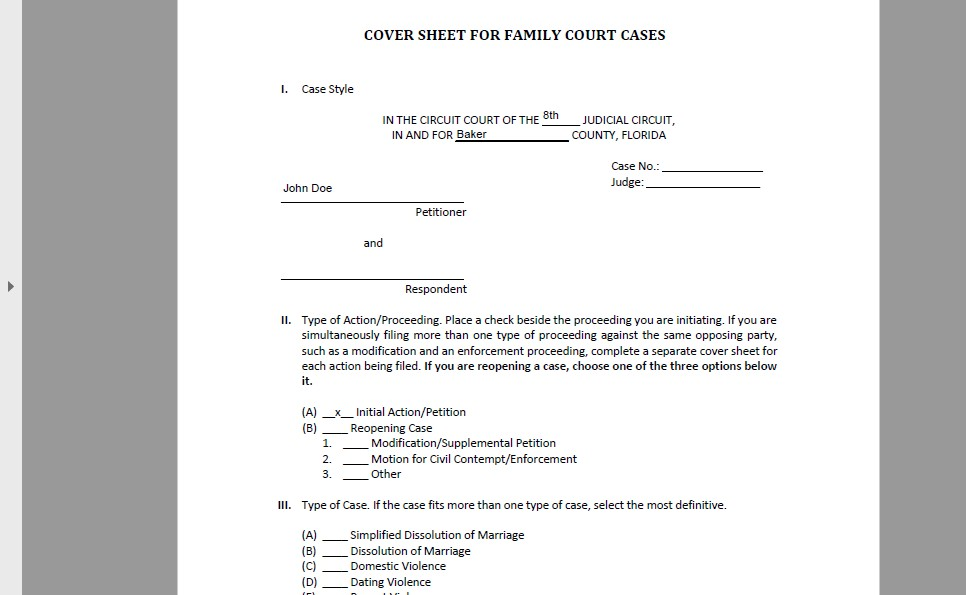 COVER SHEET FOR FAMILY COURT CASES
I. Case Style
IN THE CIRCUIT COURT OF THE 8th JUDICIAL CIRCUIT,
IN AND FOR Baker COUNTY, FLORIDA
Case No.: ____________
Judge: ____________
John Doe
Petitioner
and
Respondent
II. Type of Action/Proceeding. Place a check beside the proceeding you are initiating. If you are
simultaneously filing more than one type of proceeding against the same opposing party,
such as a modification and an enforcement proceeding, complete a separate cover sheet for
each action being filed. If you are reopening a case, choose one of the three options below
it.
(A) __x__ Initial Action/Petition
(B) ____ Reopening Case
1. ____ Modification/Supplemental Petition
2. ____ Motion for Civil Contempt/Enforcement
3. ____ Other
III. Type of Case. If the case fits more than one type of case, select the most definitive.
(A) ____ Simplified Dissolution of Marriage
(B) ____ Dissolution of Marriage
(C) ____ Domestic Violence
(D) ____ Dating Violence